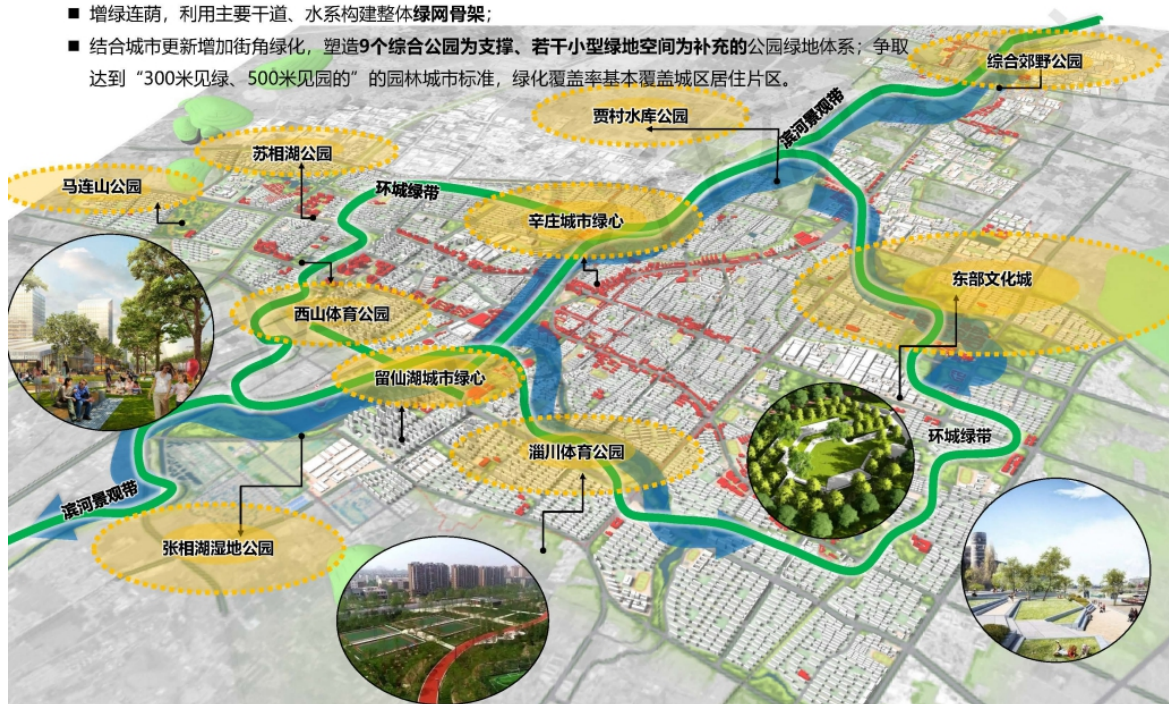 ■ 增绿连荫，利用主要干道、水系构建整体绿网骨架；
■ 结合城市更新增加街角绿化，塑造9个综合公园为支撑、若干小型绿地空间为补充的公园绿地体系；争取
达到“300米见绿、500米见园的”的园林城市标准，绿化覆盖率基本覆盖城区居住片区。
综合郊野公园
贾村水库公园
滨河景观带
苏相湖公园
马连山公园
环城绿带
辛庄城市绿心
东部文化城
西山体育公园
留仙湖城市绿心
环城绿带
淄川体育公园
滨河景观带
张相湖湿地公园